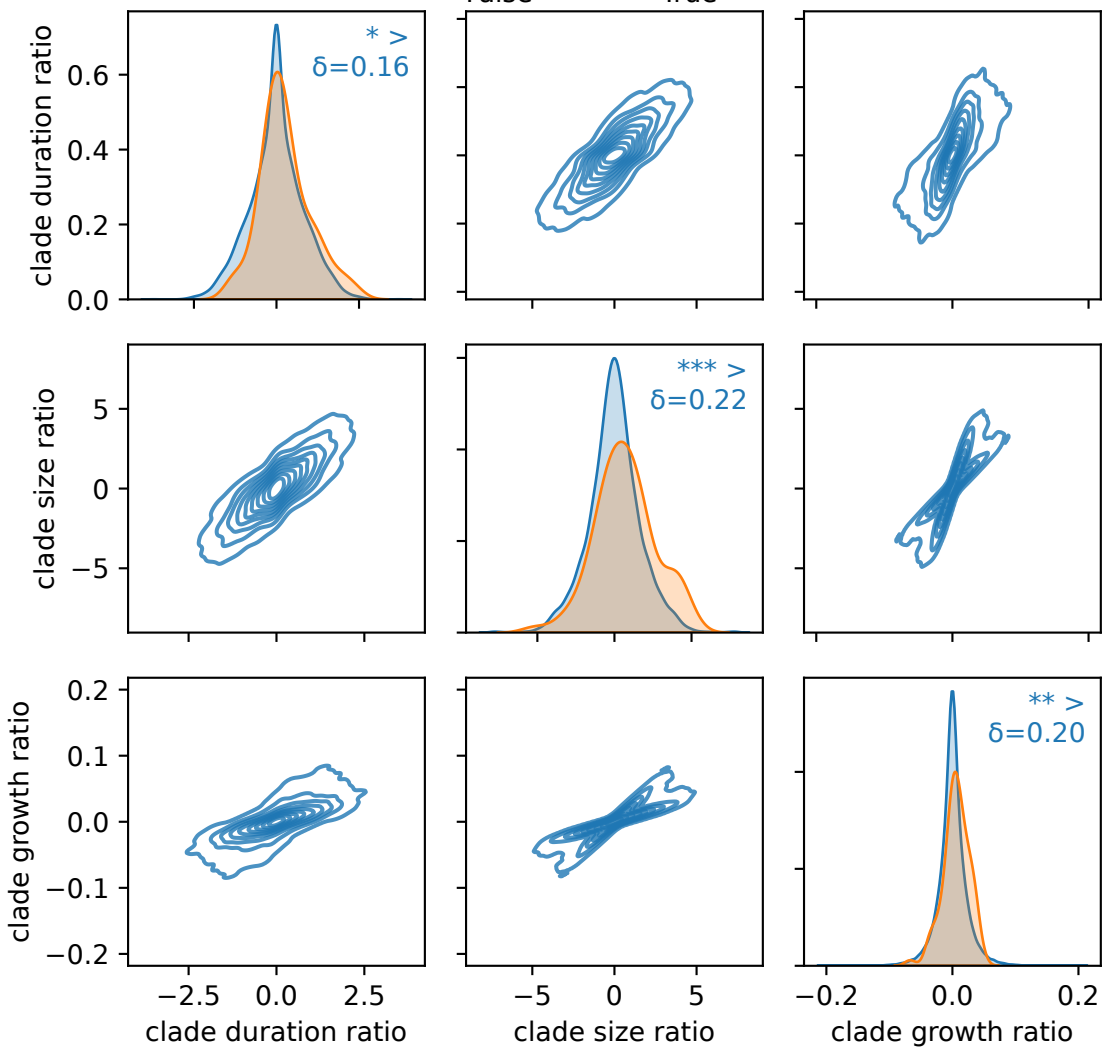 False True
clade duration ratio
0.6
0.4
0.2
0.0
* >
δ=0.16
clade size ratio
5
0
−5
*** >
δ=0.22
clade growth ratio
0.2
0.1
0.0
−0.1
−0.2
** >
δ=0.20
−2.5 0.0 2.5
−5 0 5
−0.2 0.0 0.2
clade duration ratio
clade size ratio
clade growth ratio